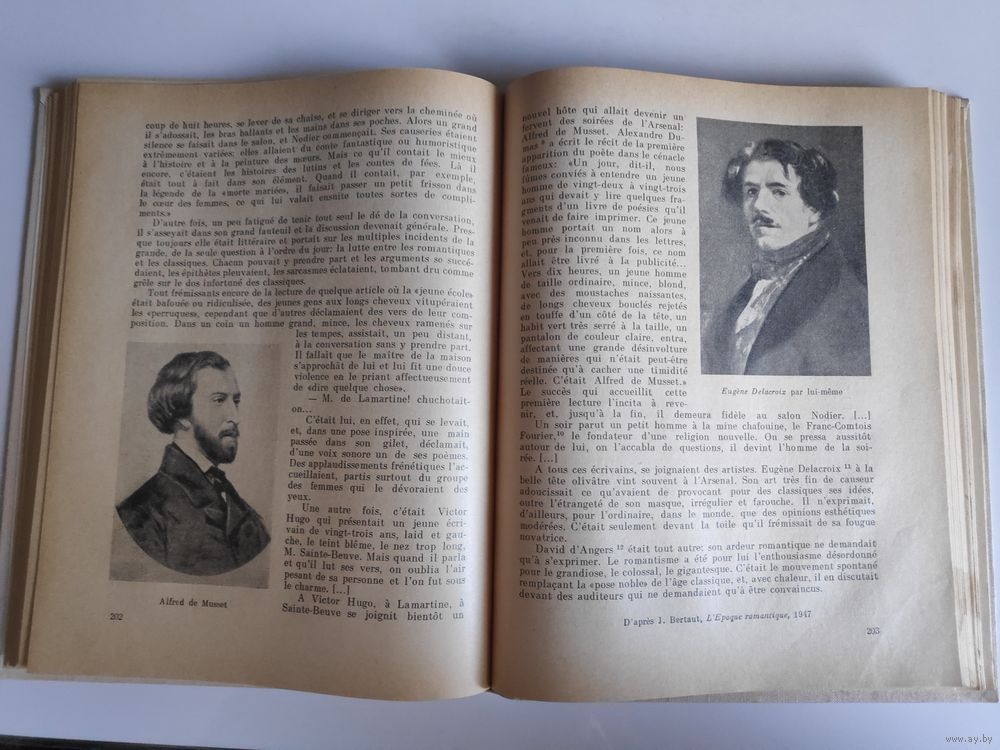 coup de huit heures, se lever de sa chaise, et se diriger vers la cheminée où
il s'adossait, les bras ballants et les mains dans ses poches. Alors un grand
silence se faisait dans le salon, et Nodier commençait. Ses causeries étaient
extrêmement variées; elles allaient du conte fantastique ou humoristique
à l'histoire et à la peinture des mœurs. Mais ce qu'il contait le mieux
encore, c'étaient les histoires des lutins et les contes de fées. Là il
était tout à fait dans son élément. Quand il contait, par exemple,
la légende de la «morte mariée», il faisait passer un petit frisson dans
le cœur des femmes, ce qui lui valait ensuite toutes sortes de compli-
ments.»
D'autre fois, un peu fatigué de tenir tout seul le dé de la conversation,
il s'asseyait dans son grand fauteuil et la discussion devenait générale. Pres-
que toujours elle était littéraire et portait sur les multiples incidents de la
grande, de la seule question à l'ordre du jour: la lutte entre les romantiques
et les classiques. Chacun pouvait y prendre part et les arguments se succé-
daient, les épithètes pleuvaient, les sarcasmes éclataient, tombant dru comme
grêle sur le dos infortoné des classiques.
Tout frémissants encore de la lecture de quelque article où la «jeune école»
était bafouée ou ridiculisée, des jeunes gens aux longs cheveux vitupéraient
les «perruques», cependant que d'autres déclamaient des vers de leur com-
position. Dans un coin un homme grand, mince, les cheveux ramenés sur
les tempes, assistait, un peu distant,
à la conversation sans y prendre part.
Il fallait que le maître de la maison
s'approchât de lui et lui fît une douce
violence en le priant affectueusement
de «dire quelque chose».
— M. de Lamartine! chuchotait-
on...
C'était lui, en effet, qui se levait,
et, dans une pose inspirée, une main
passée dans son gilet, déclamait,
d'une voix sonore un de ses poèmes.
Des applaudissements frénétiques l'ac-
cueillaient, partis surtout du groupe
des femmes qui le dévoraient des
yeux.
Une autre fois, c'était Victor
Hugo qui présentait un jeune écri-
vain de vingt-trois ans, laid et gau-
che, le teint blême, le nez trop long,
M. Sainte-Beuve. Mais quand il parla
et qu'il lut ses vers, on oublia l'air
pesant de sa personne et l'on fut sous
le charme. [...]
A Victor Hugo, à Lamartine, à
Sainte-Beuve se joignit bientôt un
Alfred de Musset
202
nouvel hôte qui allait devenir un
fervent des soirées de l'Arsenal:
Alfred de Musset. Alexandre Du-
mas ⁹ a écrit le récit de la première
apparition du poète dans le cénacle
fameux: «Un jour, dit-il, nous
fûmes conviés à entendre un jeune
homme de vingt-deux à vingt-trois
ans qui devait y lire quelques fra-
gments d'un livre de poésies qu'il
venait de faire imprimer. Ce jeune
homme portait un nom alors à
peu près inconnu dans les lettres,
et, pour la première fois, ce nom
allait être livré à la publicité...
Vers dix heures, un jeune homme
de taille ordinaire, mince, blond,
avec des moustaches naissantes,
de longs cheveux bouclés rejetés
en touffe d'un côté de la tête, un
habit vert très serré à la taille, un
pantalon de couleur claire, entra,
affectant une grande désinvolture
de manières qui n'était peut-être
destinée qu'à cacher une timidité
réelle. C'était Alfred de Musset.»
Le succès qui accueillit cette
première lecture l'incita à reve-
nir, et, jusqu'à la fin, il demeura fidèle au salon Nodier. [...]
Eugène Delacroix par lui-même
Un soir parut un petit homme à la mine chafouine, le Franc-Comtois
Fourier,¹⁰ le fondateur d'une religion nouvelle. On se pressa aussitôt
autour de lui, on l'accabla de questions, il devint l'homme de la soi-
rée. [...]
A tous ces écrivains, se joignaient des artistes. Eugène Delacroix ¹¹ à la
belle tête olivâtre vint souvent à l'Arsenal. Son art très fin de causeur
adoucissait ce qu'avaient de provocant pour des classiques ses idées,
outre l'étrangeté de son masque, irrégulier et farouche. Il n'exprimait,
d'ailleurs, pour l'ordinaire, dans le monde, que des opinions esthétiques
modérées. C'était seulement devant la toile qu'il frémissait de sa fougue
novatrice.
David d'Angers ¹² était tout autre: son ardeur romantique ne demandait
qu'à s'exprimer. Le romantisme a été pour lui l'enthousiasme désordonné
pour le grandiose, le colossal, le gigantesque. C'était le mouvement spontané
remplaçant la «pose noble» de l'âge classique, et, avec chaleur, il en discutait
devant des auditeurs qui ne demandaient qu'à être convaincus.
D'après J. Bertaut, L'Epoque romantique, 1947
203
www.ay.by